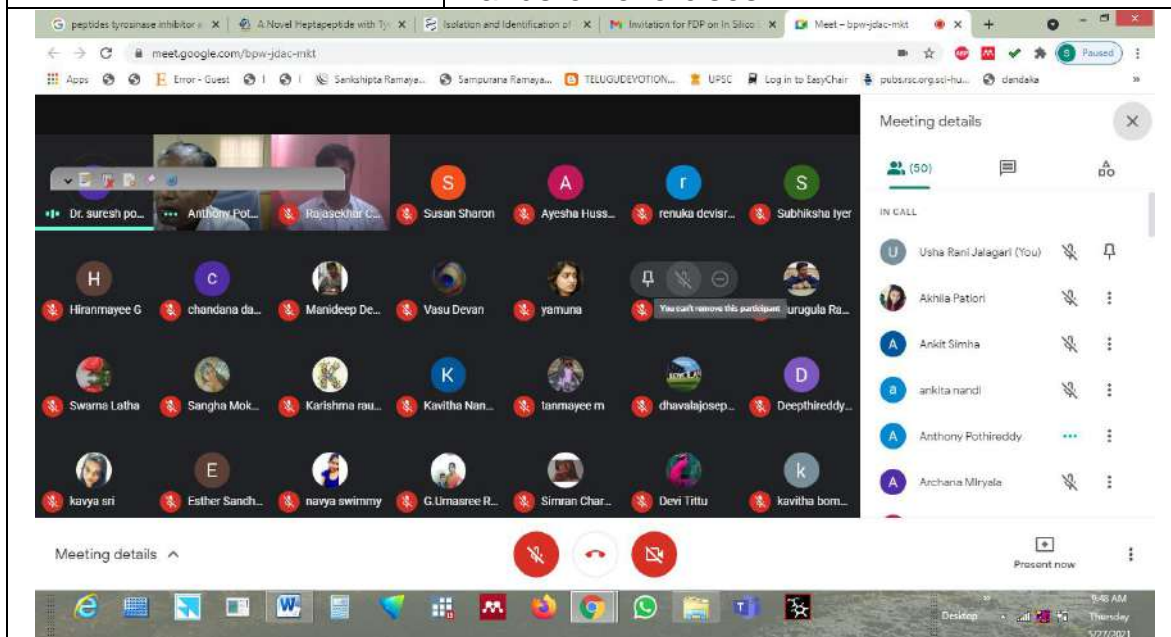 peptides tyrosinase inhibitor a
A Novel Heptapeptide with Ty
Isolation and Identification of
Invitation for FDP on In Silico
Meet – bpw-jdac-mkt
meet.google.com/bpw-jdac-mkt
Paused
Apps
Error - Guest
Sankshipta Ramaya...
Sampurana Ramaya...
TELUGUDEVOTION...
UPSC
Log in to EasyChair
pubs.rsc.org.sci-hu...
dandaka
Meeting details
(50)
IN CALL
Dr. suresh po...
Anthony Pot...
Rajasekhar C...
S
Susan Sharon
A
Ayesha Huss...
r
renuka devisr...
S
Subhiksha Iyer
H
Hiranmayee G
c
chandana da...
Manideep De...
Vasu Devan
yamuna
You can't remove this participant
urugula Ra...
Swarna Latha
Sangha Mok...
Karishma rau...
K
Kavitha Nan...
tanmayee m
dhavalajosep...
D
Deepthireddy...
kavya sri
E
Esther Sandh...
navya swimmy
G.Umasree R...
Simran Char...
Devi Tittu
k
kavitha bom...
U
Usha Rani Jalagari (You)
Akhila Patlori
A
Ankit Simha
a
ankita nandi
A
Anthony Pothireddy
A
Archana Miryala
Meeting details
Present now
Desktop
9:48 AM
Thursday
5/27/2021